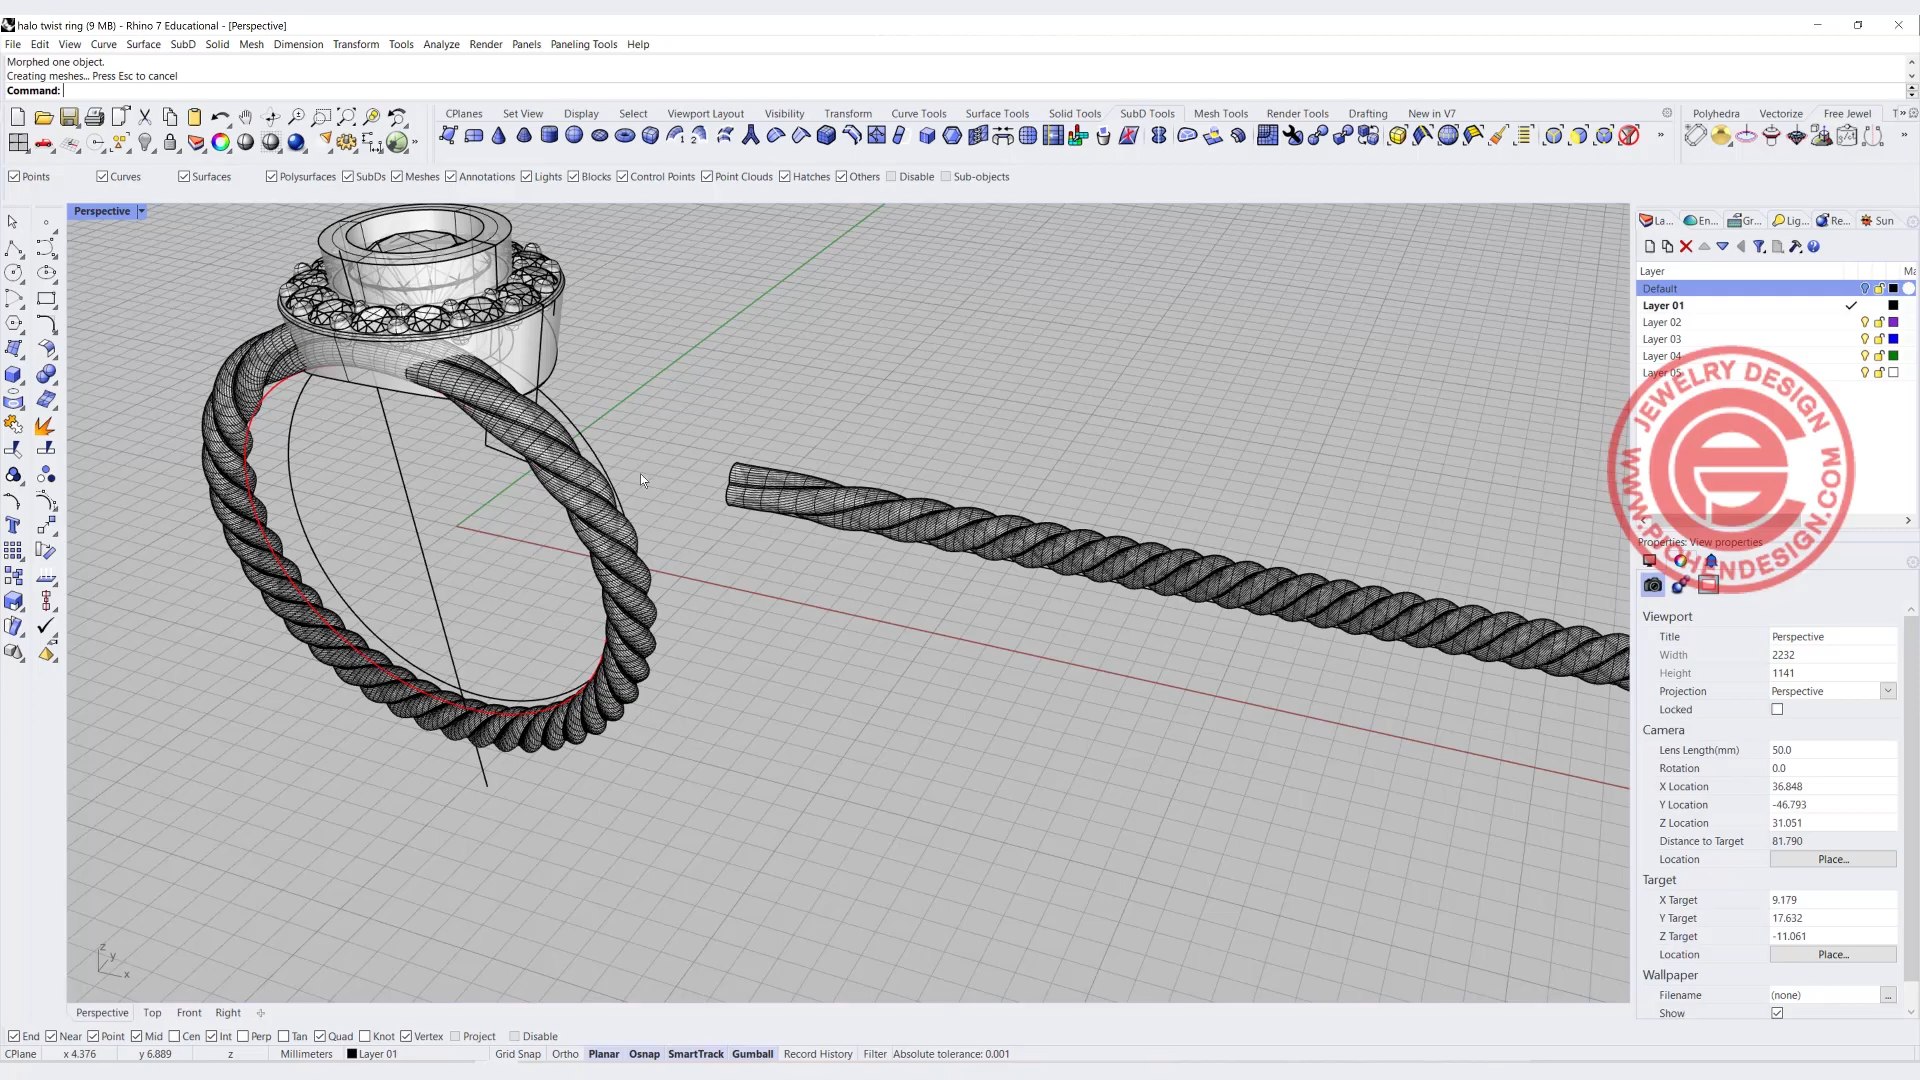 halo twist ring (9 MB) - Rhino 7 Educational - [Perspective]
File Edit View Curve Surface SubD Solid Mesh Dimension Transform Tools Analyze Render Panels Paneling Tools Help
Morphed one object.
Creating meshes... Press Esc to cancel
Command:
CPlanes Set View Display Select Viewport Layout Visibility Transform Curve Tools Surface Tools Solid Tools SubD Tools Mesh Tools Render Tools Drafting New in V7 Polyhedra Vectorize Free Jewel
Points Curves Surfaces Polysurfaces SubDs Meshes Annotations Lights Blocks Control Points Point Clouds Hatches Others Disable Sub-objects
Perspective
La... En... Gr... Lig... Re... Sun
Layer Ma
Default
Layer 01
Layer 02
Layer 03
Layer 04
Layer 05
JEWELRY DESIGN
WWW.POHENDESIGN.COM
Properties: View properties
Viewport
Title Perspective
Width 2232
Height 1141
Projection Perspective
Locked
Camera
Lens Length(mm) 50.0
Rotation 0.0
X Location 36.848
Y Location -46.793
Z Location 31.051
Distance to Target 81.790
Location Place...
Target
X Target 9.179
Y Target 17.632
Z Target -11.061
Location Place...
Wallpaper
Filename (none) ...
Show
z
y
x
Perspective Top Front Right
End Near Point Mid Cen Int Perp Tan Quad Knot Vertex Project Disable
CPlane x 4.376 y 6.889 z Millimeters Layer 01 Grid Snap Ortho Planar Osnap SmartTrack Gumball Record History Filter Absolute tolerance: 0.001